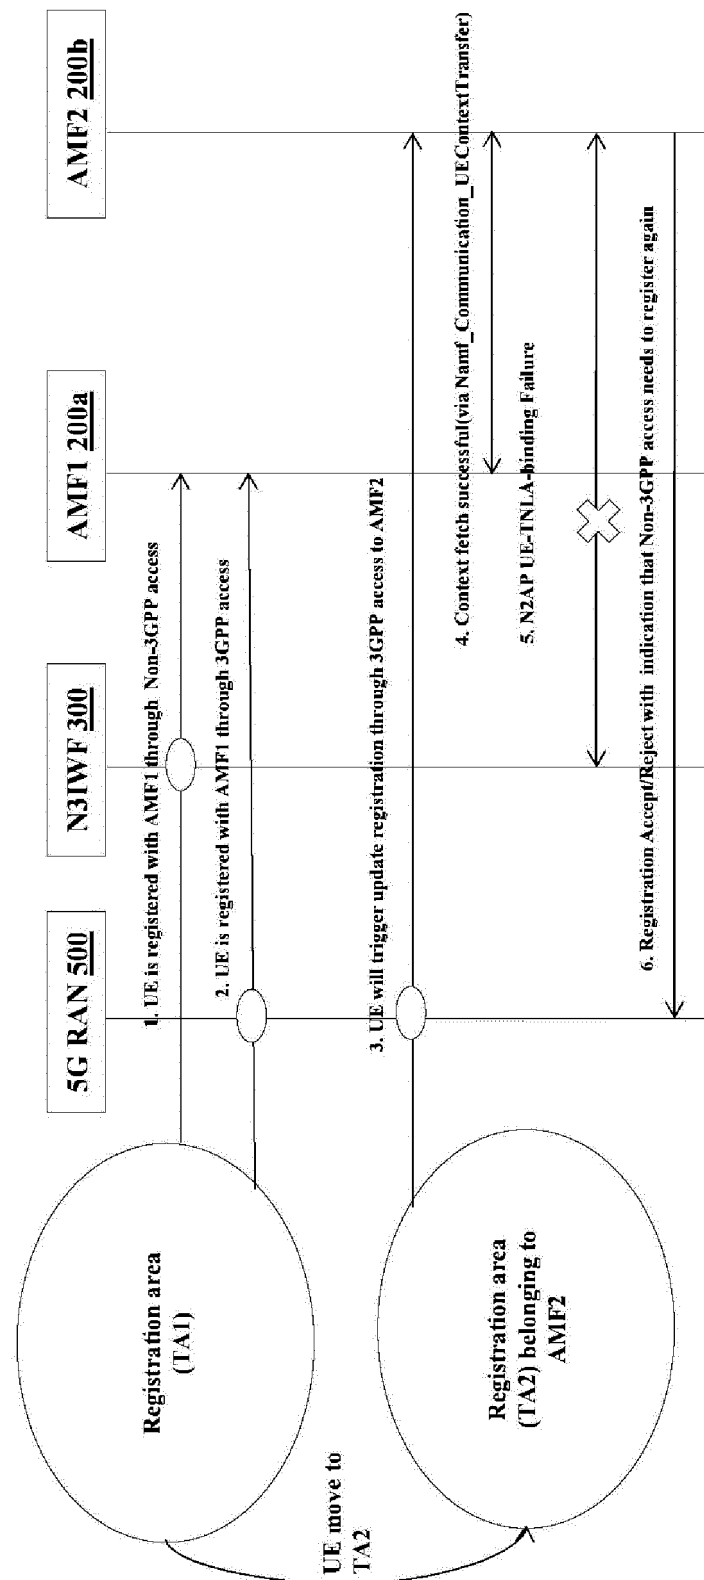 5G RAN 500
N3IWF 300
AMF1 200a
AMF2 200b
Registration area
(TA1)
UE move to
TA2
Registration area
(TA2) belonging to
AMF2
1. UE is registered with AMF1 through Non-3GPP access
2. UE is registered with AMF1 through 3GPP access
3. UE will trigger update registration through 3GPP access to AMF2
4. Context fetch successful(via Namf_Communication_UEContextTransfer)
5. N2AP UE-TNLA-binding Failure
6. Registration Accept/Reject with indication that Non-3GPP access needs to register again